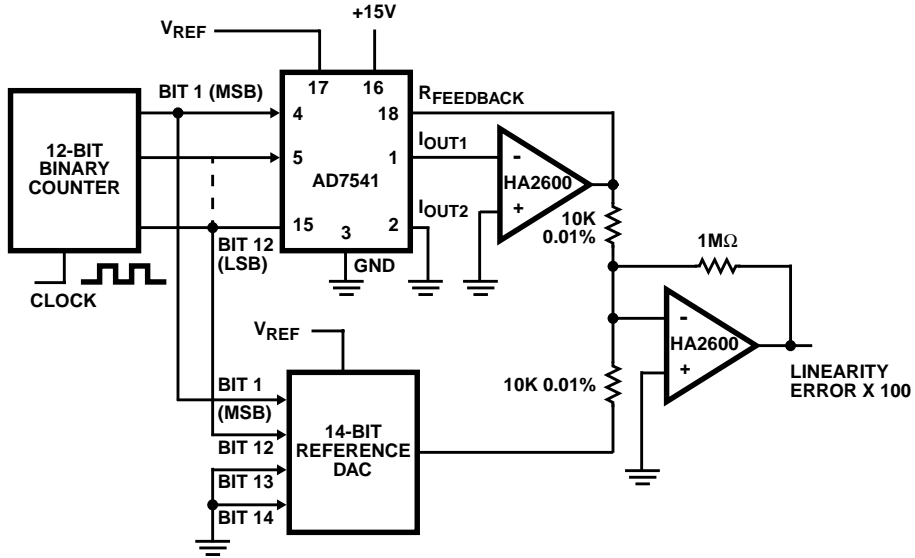 VREF
+15V
BIT 1 (MSB)
17
16
RFEEDBACK
4
18
12-BIT
BINARY
COUNTER
5
AD7541
1
IOUT1
-
HA2600
+
15
3
2
IOUT2
10K
0.01%
1MΩ
BIT 12
(LSB)
GND
CLOCK
-
HA2600
+
VREF
LINEARITY
ERROR X 100
BIT 1
(MSB)
10K 0.01%
BIT 12
14-BIT
REFERENCE
DAC
BIT 13
BIT 14